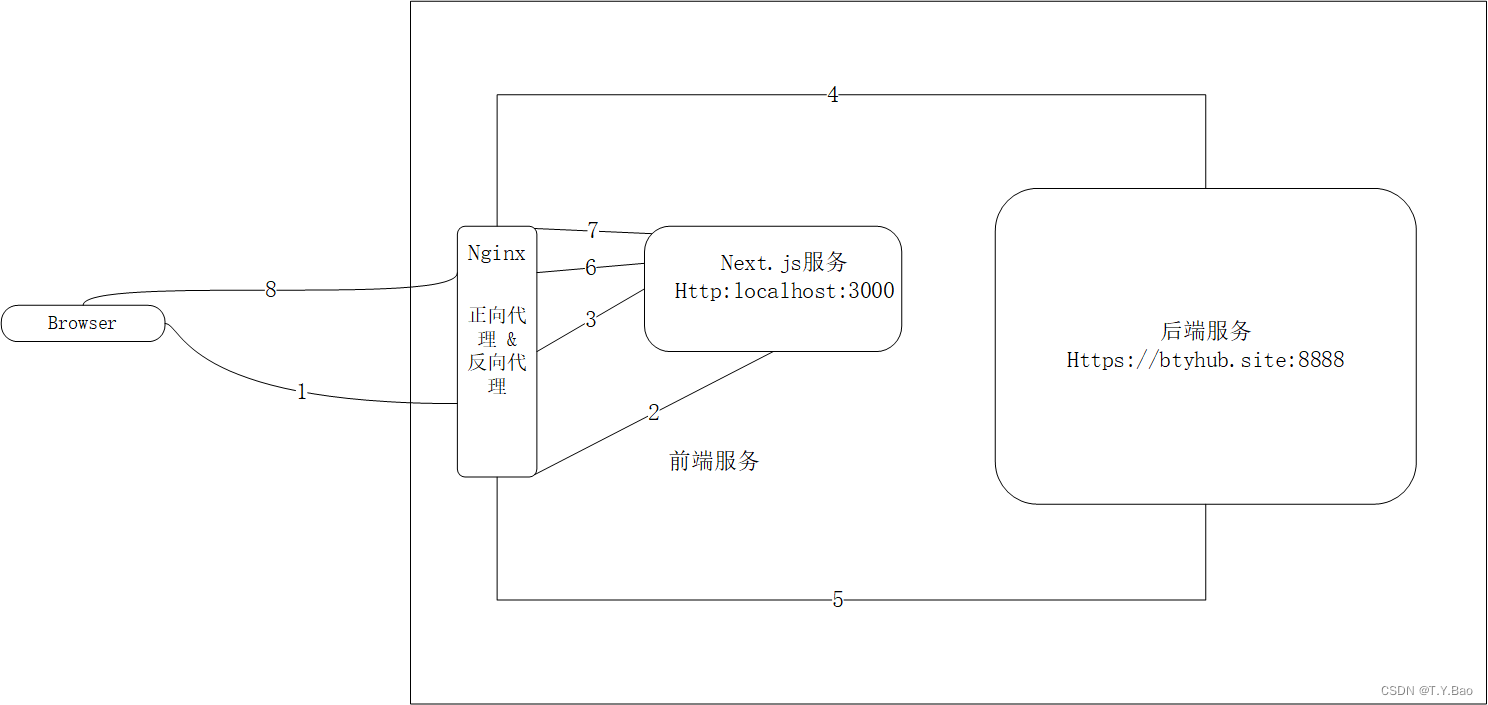 4
7
Nginx
Next.js服务
6
Http:localhost:3000
8
正向代
理 &
反向代
理
3
Browser
后端服务
Https://btyhub.site:8888
1
2
前端服务
5
CSDN @T.Y.Bao